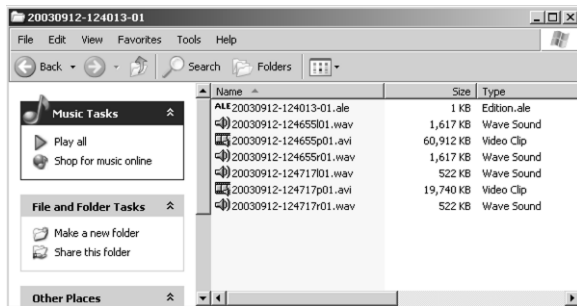 20030912-124013-01
File Edit View Favorites Tools Help
Back Search Folders
Music Tasks
Play all
Shop for music online
File and Folder Tasks
Make a new folder
Share this folder
Other Places
Name Size Type
ALE 20030912-124013-01.ale 1 KB Edition.ale
20030912-124655l01.wav 1,617 KB Wave Sound
20030912-124655p01.avi 60,912 KB Video Clip
20030912-124655r01.wav 1,617 KB Wave Sound
20030912-124717l01.wav 522 KB Wave Sound
20030912-124717p01.avi 19,740 KB Video Clip
20030912-124717r01.wav 522 KB Wave Sound